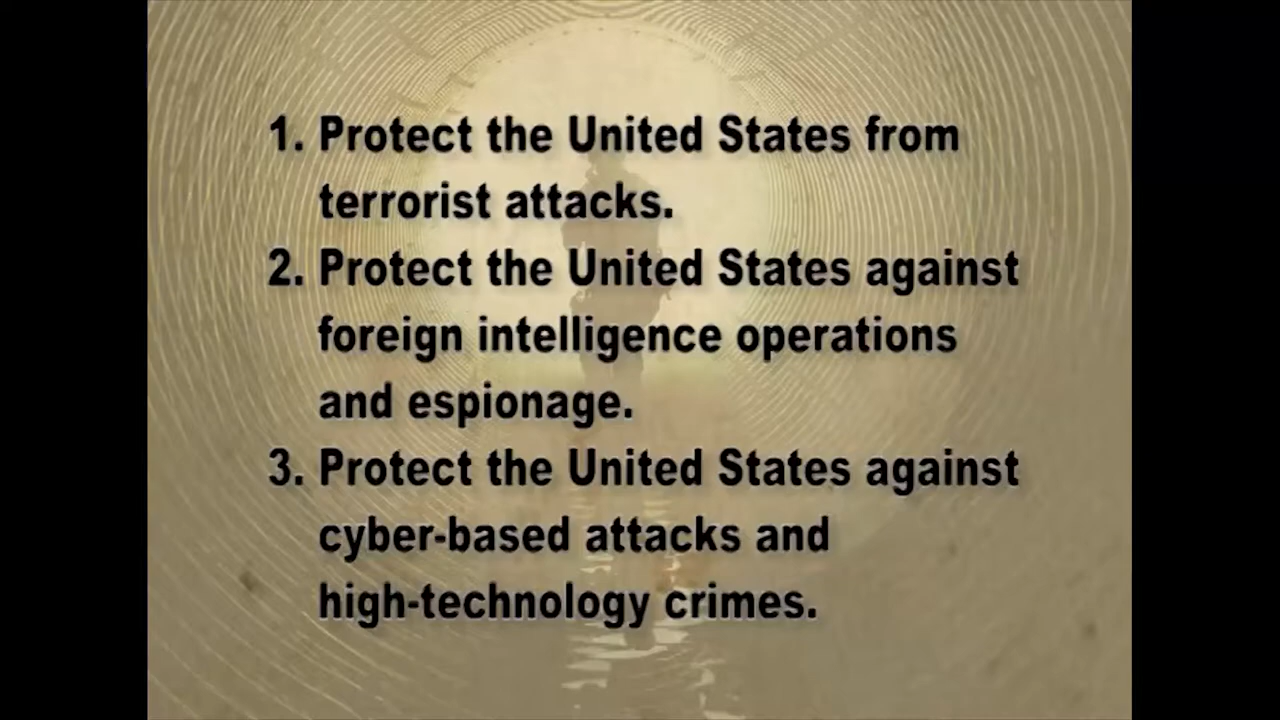 1. Protect the United States from
terrorist attacks.
2. Protect the United States against
foreign intelligence operations
and espionage.
3. Protect the United States against
cyber-based attacks and
high-technology crimes.